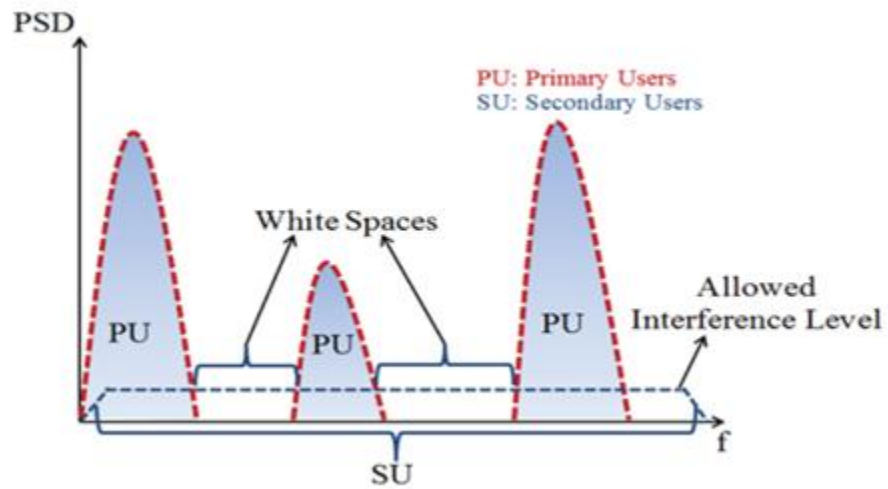 PSD
PU: Primary Users
SU: Secondary Users
White Spaces
Allowed
Interference Level
PU
PU
PU
f
SU